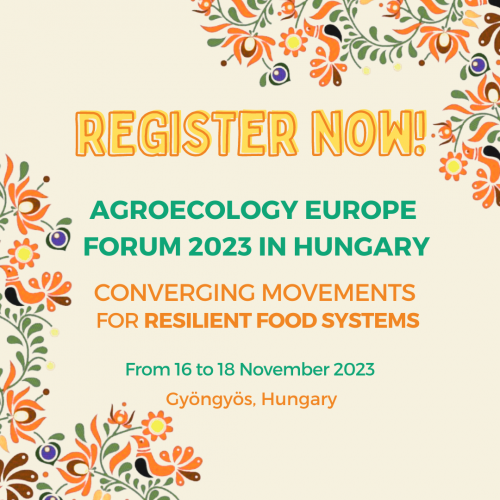 REGISTER NOW!
AGROECOLOGY EUROPE
FORUM 2023 IN HUNGARY
CONVERGING MOVEMENTS
FOR RESILIENT FOOD SYSTEMS
From 16 to 18 November 2023
Gyöngyös, Hungary